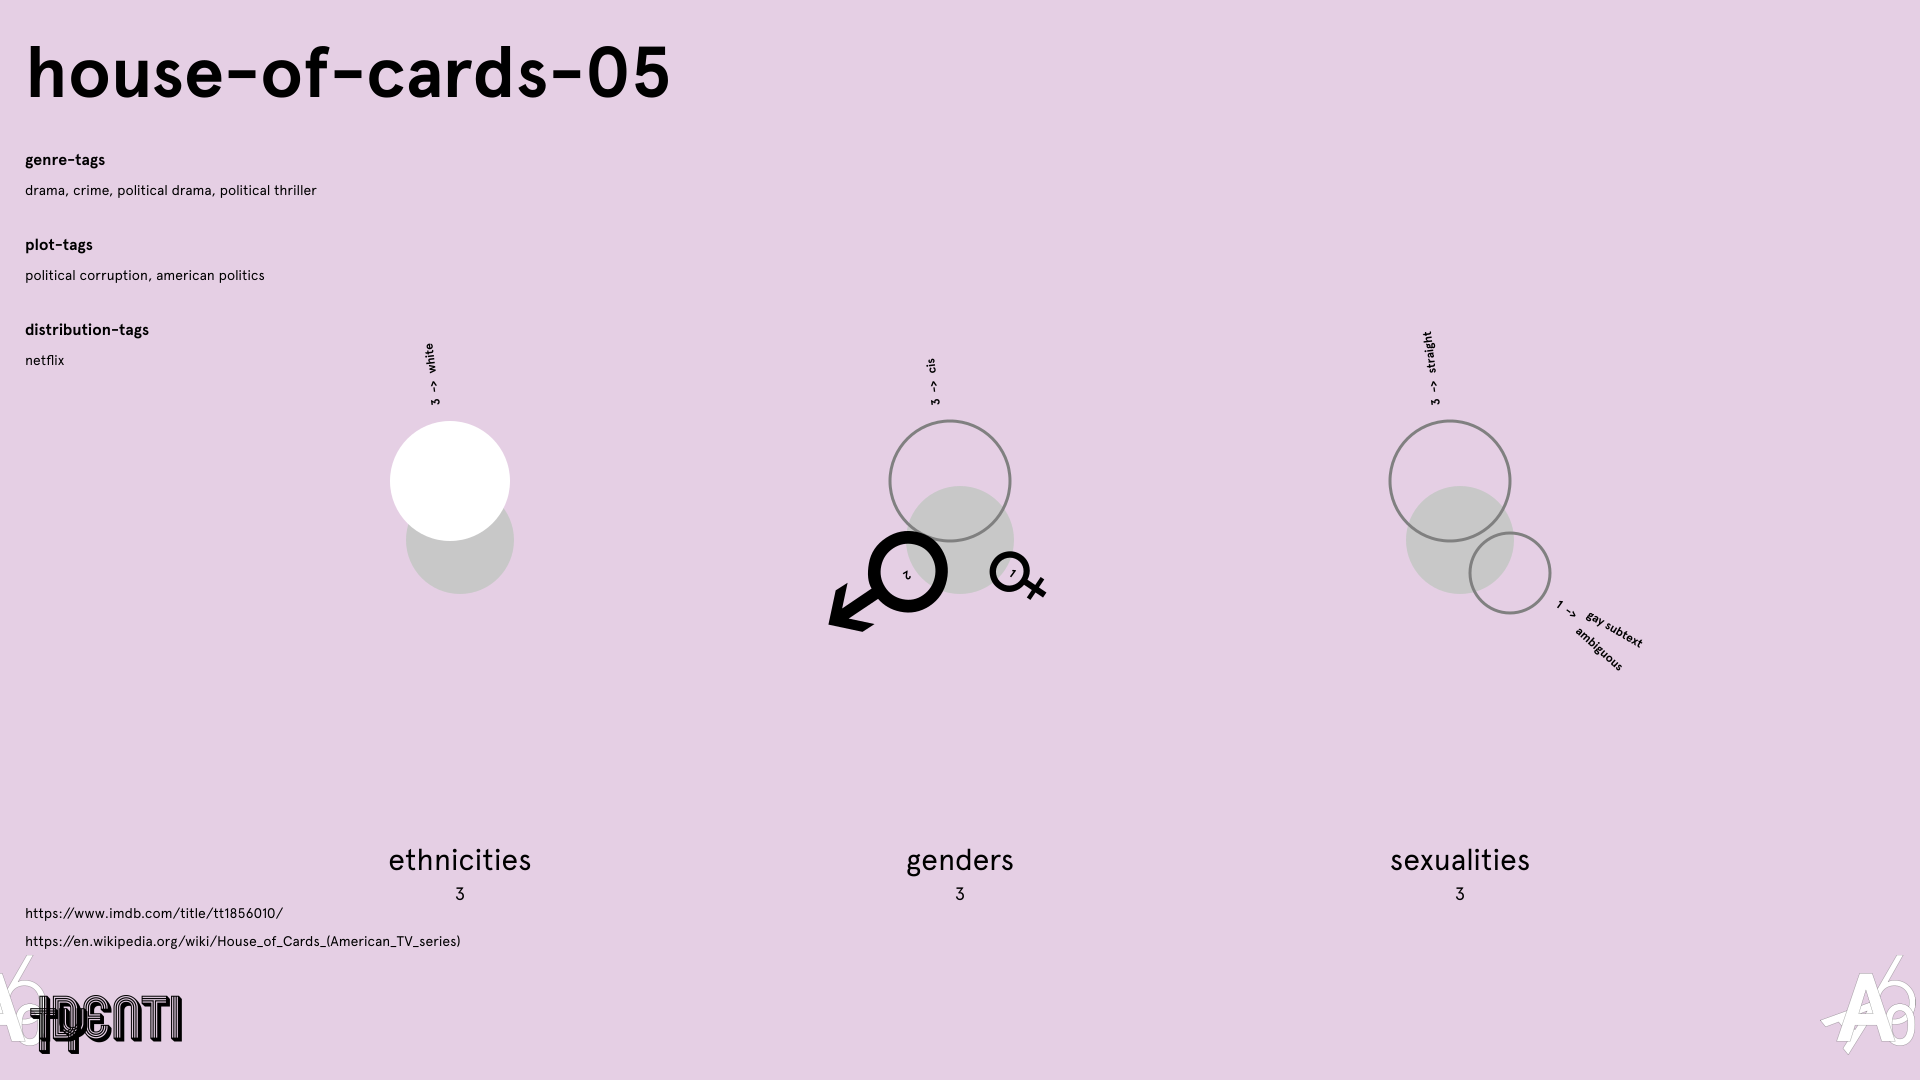 house-of-cards-05
genre-tags
drama, crime, political drama, political thriller
plot-tags
political corruption, american politics
distribution-tags
netflix
3 -> white
3 -> cis
3 -> straight
2
1
1 -> gay subtext
ambiguous
ethnicities
3
genders
3
sexualities
3
https://www.imdb.com/title/tt1856010/
https://en.wikipedia.org/wiki/House_of_Cards_(American_TV_series)
IDENTI